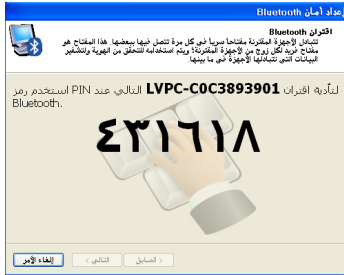 إعداد أمان Bluetooth
اقتران Bluetooth
تتبادل الأجهزة المقترنة مفتاحاً سرياً في كل مرة تتصل فيها ببعضها. هذا المفتاح هو
مفتاح فريد لكل زوج من الأجهزة المقترنة؛ ويتم استخدامه للتحقق من الهوية ولتشفير
البيانات التي تتبادلها الأجهزة في ما بينها.
لتأدية اقتران LVPC-C0C3893901 التالي عند PIN استخدم رمز
Bluetooth.
٤٣١٦١٨
< السابق
التالي >
إلغاء الأمر